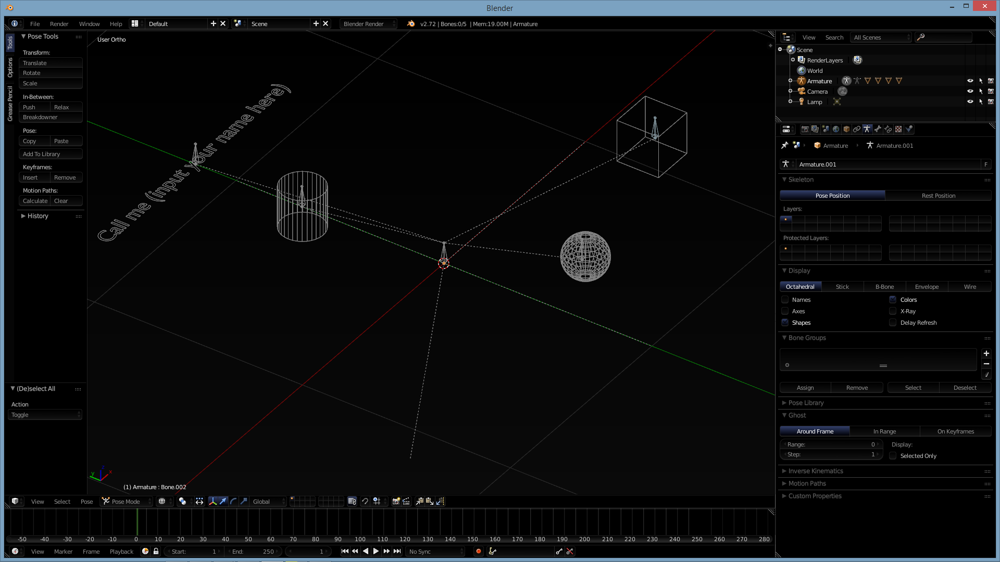 Blender
File Render Window Help Default Scene Blender Render v2.72 | Bones:0/5 | Mem:19.00M | Armature
Tools
Options
Grease Pencil
Pose Tools
Transform:
Translate
Rotate
Scale
In-Between:
Push Relax
Breakdowner
Pose:
Copy Paste
Add To Library
Keyframes:
Insert Remove
Motion Paths:
Calculate Clear
History
(De)select All
Action
Toggle
User Ortho
Call me (input your name here)
z
y
x
(1) Armature : Bone.002
View Select Pose Pose Mode Global
-50 -40 -30 -20 -10 0 10 20 30 40 50 60 70 80 90 100 110 120 130 140 150 160 170 180 190 200 210 220 230 240 250 260 270 280
View Marker Frame Playback Start: 1 End: 250 1 No Sync
View Search All Scenes
Scene
RenderLayers
World
Armature
Camera
Lamp
Armature Armature.001
Armature.001 F
Skeleton
Pose Position Rest Position
Layers:
Protected Layers:
Display
Octahedral Stick B-Bone Envelope Wire
Names Colors
Axes X-Ray
Shapes Delay Refresh
Bone Groups
Assign Remove Select Deselect
Pose Library
Ghost
Around Frame In Range On Keyframes
Range: 0 Display:
Step: 1 Selected Only
Inverse Kinematics
Motion Paths
Custom Properties